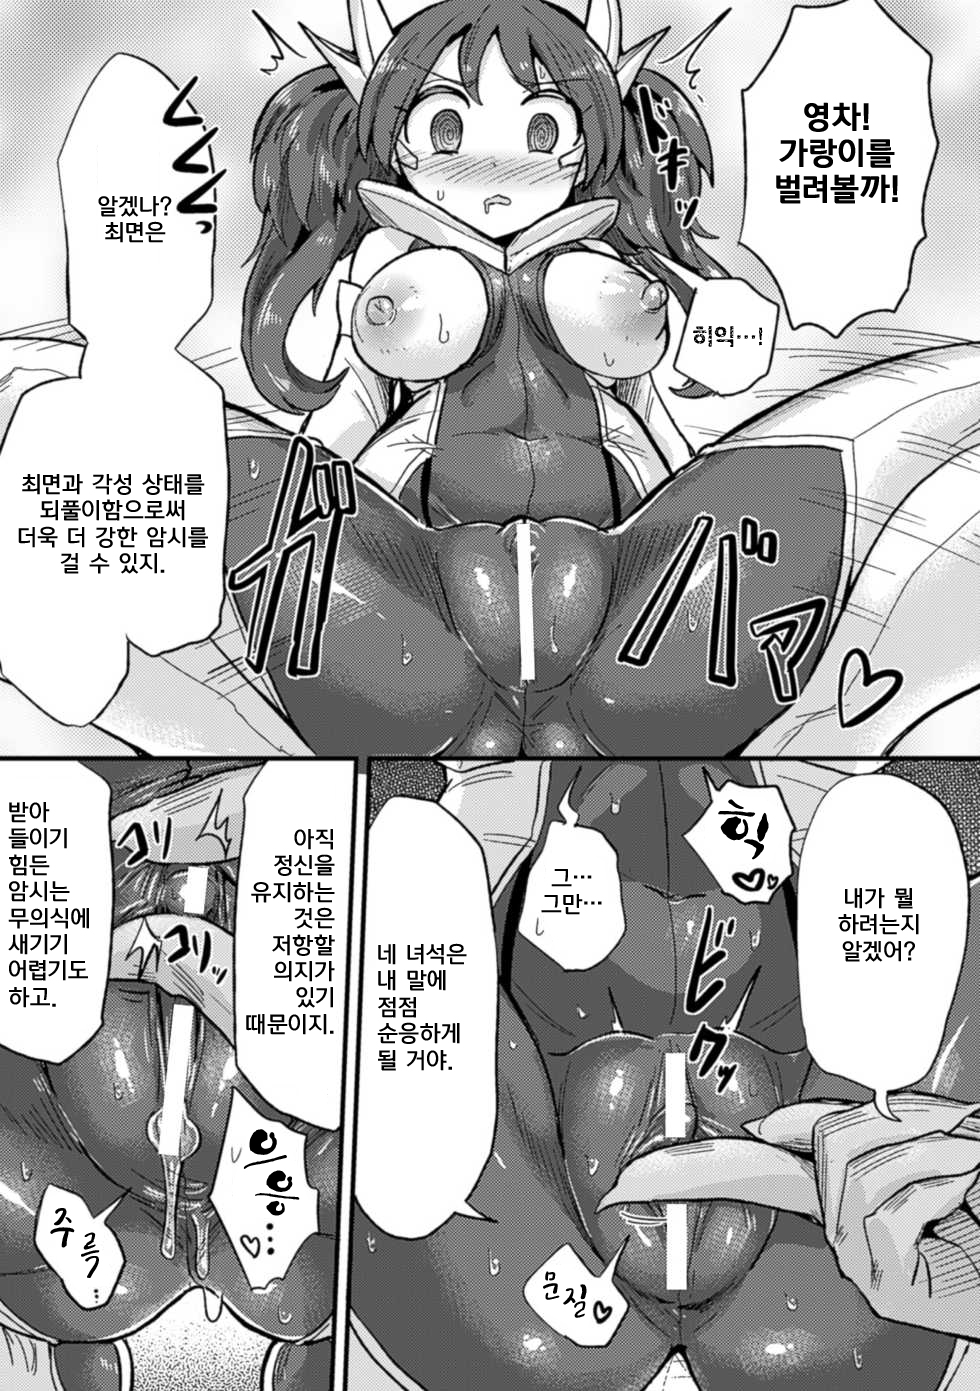 영차!
가랑이를
벌려볼까!
히익…!
ドキッ
알겠나?
최면은
최면과 각성 상태를
되풀이함으로써
더욱 더 강한 암시를
걸 수 있지.
ガバァ
내가 뭘
하려는지
알겠어?
힉
그…
그만…
ビクッ
네 녀석은
내 말에
점점
순응하게
될 거야.
문질
아직
정신을
유지하는
것은
저항할
의지가
있기
때문이지.
コリ
コリ
받아
들이기
힘든
암시는
무의식에
새기기
어렵기도
하고.
으응…
주륵…